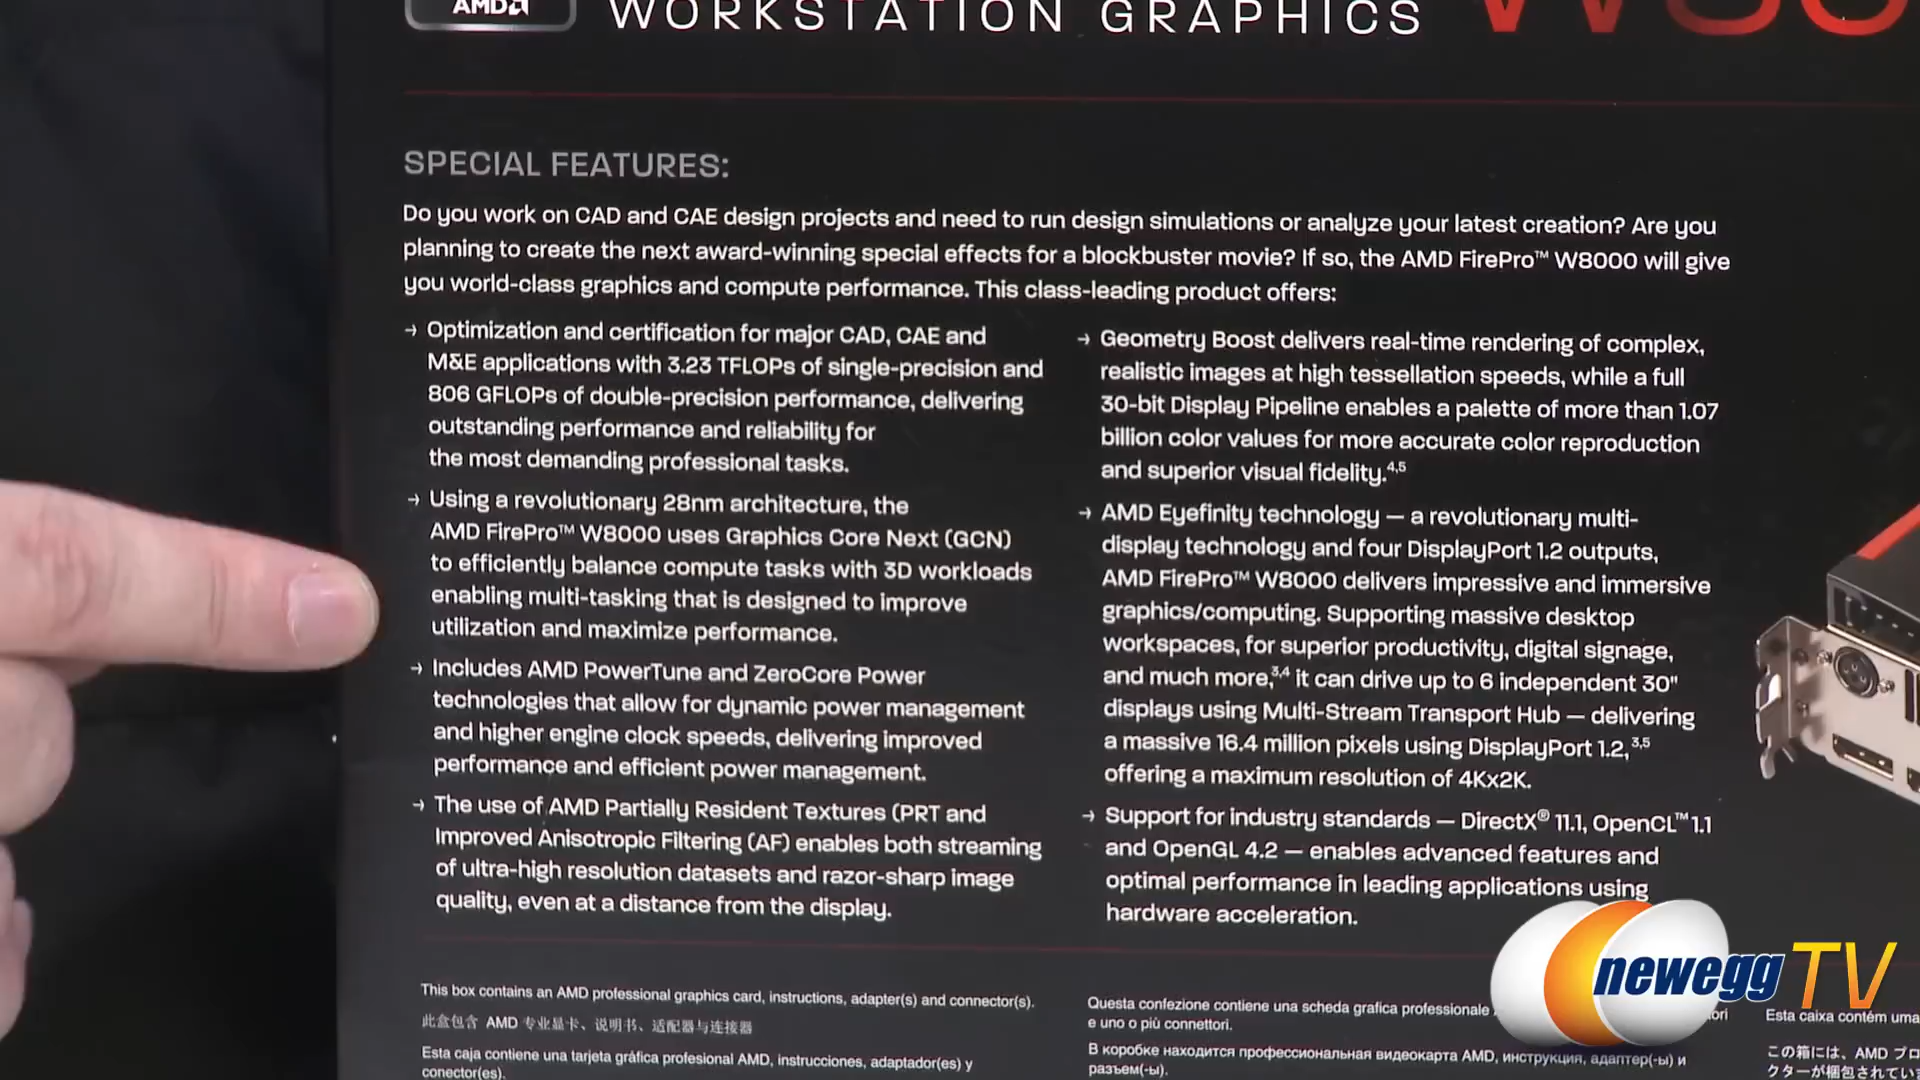 AMD
WORKSTATION GRAPHICS W80
SPECIAL FEATURES:
Do you work on CAD and CAE design projects and need to run design simulations or analyze your latest creation? Are you
planning to create the next award-winning special effects for a blockbuster movie? If so, the AMD FirePro™ W8000 will give
you world-class graphics and compute performance. This class-leading product offers:
→ Optimization and certification for major CAD, CAE and
M&E applications with 3.23 TFLOPs of single-precision and
806 GFLOPs of double-precision performance, delivering
outstanding performance and reliability for
the most demanding professional tasks.
→ Using a revolutionary 28nm architecture, the
AMD FirePro™ W8000 uses Graphics Core Next (GCN)
to efficiently balance compute tasks with 3D workloads
enabling multi-tasking that is designed to improve
utilization and maximize performance.
→ Includes AMD PowerTune and ZeroCore Power
technologies that allow for dynamic power management
and higher engine clock speeds, delivering improved
performance and efficient power management.
→ The use of AMD Partially Resident Textures (PRT and
Improved Anisotropic Filtering (AF) enables both streaming
of ultra-high resolution datasets and razor-sharp image
quality, even at a distance from the display.
→ Geometry Boost delivers real-time rendering of complex,
realistic images at high tessellation speeds, while a full
30-bit Display Pipeline enables a palette of more than 1.07
billion color values for more accurate color reproduction
and superior visual fidelity.4,5
→ AMD Eyefinity technology — a revolutionary multi-
display technology and four DisplayPort 1.2 outputs,
AMD FirePro™ W8000 delivers impressive and immersive
graphics/computing. Supporting massive desktop
workspaces, for superior productivity, digital signage,
and much more,3,4 it can drive up to 6 independent 30"
displays using Multi-Stream Transport Hub — delivering
a massive 16.4 million pixels using DisplayPort 1.2,3,5
offering a maximum resolution of 4Kx2K.
→ Support for industry standards — DirectX® 11.1, OpenCL™ 1.1
and OpenGL 4.2 — enables advanced features and
optimal performance in leading applications using
hardware acceleration.
This box contains an AMD professional graphics card, instructions, adapter(s) and connector(s).
此盒包含 AMD 专业显卡、说明书、适配器与连接器
Esta caja contiene una tarjeta gráfica profesional AMD, instrucciones, adaptador(es) y
conector(es).
Questa confezione contiene una scheda grafica professionale
e uno o più connettori.
В коробке находится профессиональная видеокарта AMD, инструкция, адаптер(-ы) и
разъем(-ы).
Esta caixa contém uma
この箱には、AMD プロ
クターが梱包されてい
newegg TV